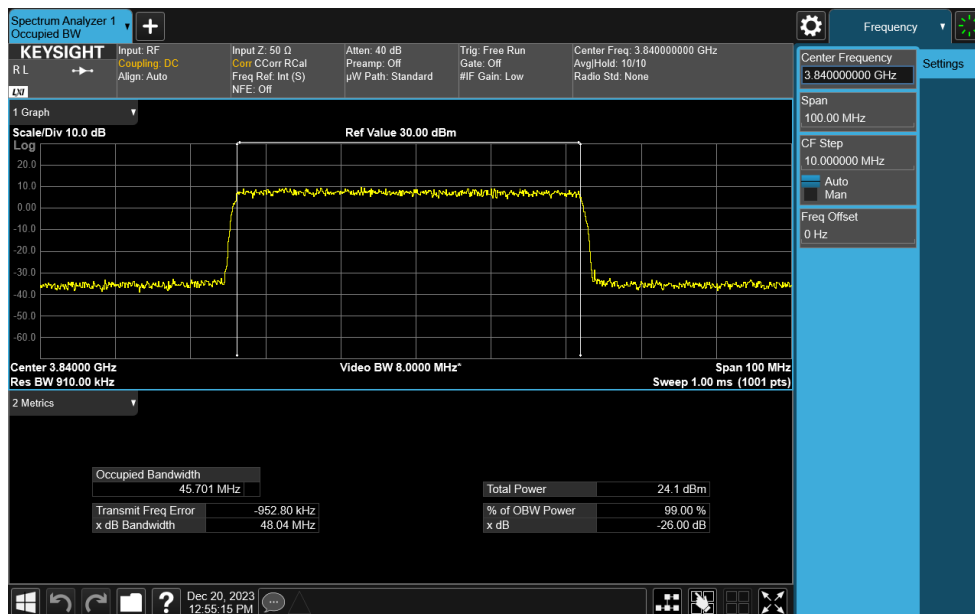 Spectrum Analyzer 1
Occupied BW
+
Frequency
KEYSIGHT
R L
LXI
Input: RF
Coupling: DC
Align: Auto
Input Z: 50 Ω
Corr CCorr RCal
Freq Ref: Int (S)
NFE: Off
Atten: 40 dB
Preamp: Off
µW Path: Standard
Trig: Free Run
Gate: Off
#IF Gain: Low
Center Freq: 3.840000000 GHz
Avg|Hold: 10/10
Radio Std: None
Center Frequency
3.840000000 GHz
Settings
Span
100.00 MHz
CF Step
10.000000 MHz
Auto
Man
Freq Offset
0 Hz
1 Graph
Scale/Div 10.0 dB
Ref Value 30.00 dBm
Log
20.0
10.0
0.00
-10.0
-20.0
-30.0
-40.0
-50.0
-60.0
Center 3.84000 GHz
Video BW 8.0000 MHz*
Span 100 MHz
Res BW 910.00 kHz
Sweep 1.00 ms (1001 pts)
2 Metrics
Occupied Bandwidth
45.701 MHz
Total Power 24.1 dBm
Transmit Freq Error -952.80 kHz
% of OBW Power 99.00 %
x dB Bandwidth 48.04 MHz
x dB -26.00 dB
?
Dec 20, 2023
12:55:15 PM